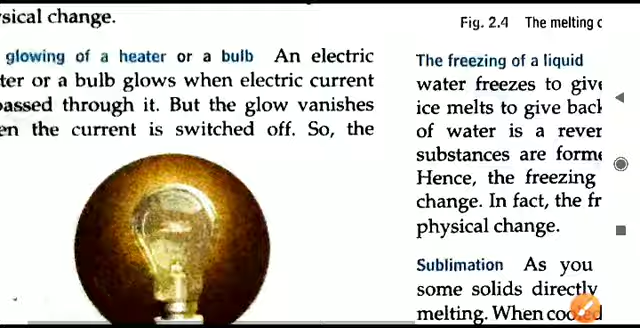 sical change.
glowing of a heater or a bulb An electric
ter or a bulb glows when electric current
passed through it. But the glow vanishes
en the current is switched off. So, the
Fig. 2.4 The melting
The freezing of a liquid
water freezes to give
ice melts to give back
of water is a rever
substances are forme
Hence, the freezing
change. In fact, the fr
physical change.
Sublimation As you
some solids directly
melting. When cooled